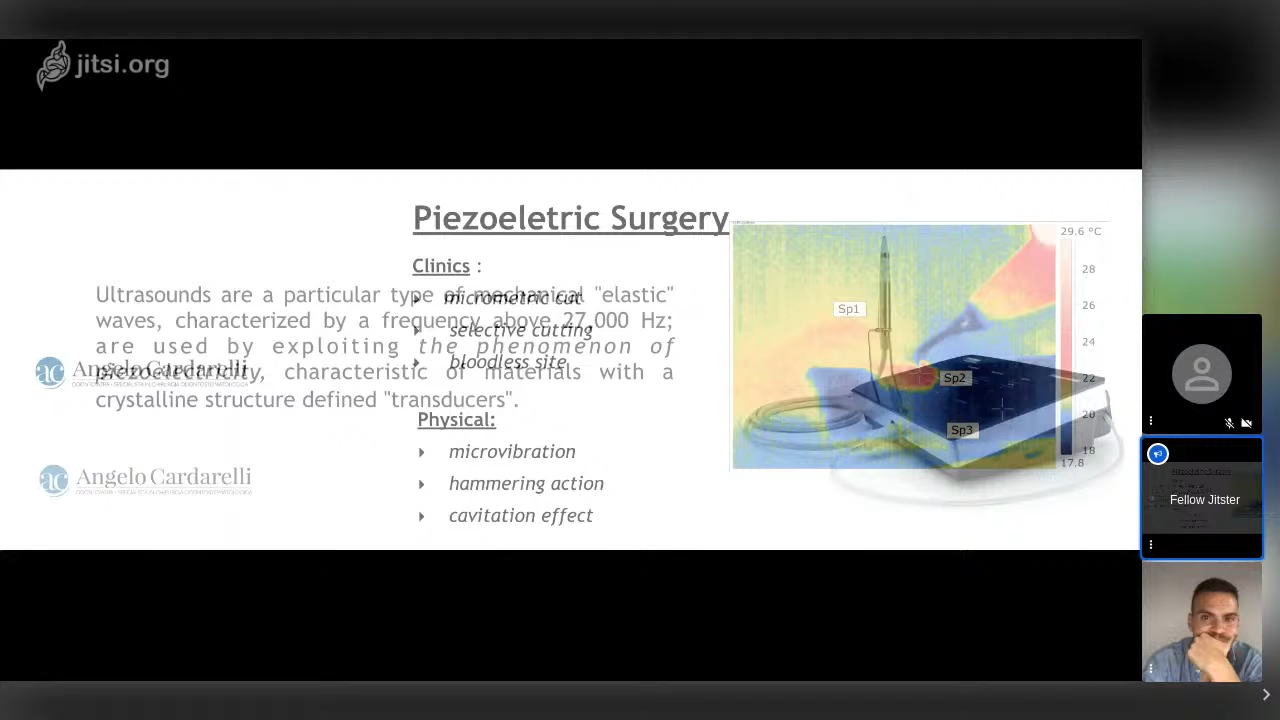 jitsi.org
Piezoeletric Surgery
Clinics :
micrometric cut
selective cutting
bloodless site
Ultrasounds are a particular type of mechanical "elastic"
waves, characterized by a frequency above 27,000 Hz;
are used by exploiting the phenomenon of
piezoelectricity, characteristic of materials with a
crystalline structure defined "transducers".
ac Angelo Cardarelli
Physical:
microvibration
hammering action
cavitation effect
ac Angelo Cardarelli
29.6 °C
28
26
24
22
20
18
17.8
Sp1
Sp2
Sp3
Fellow Jitster